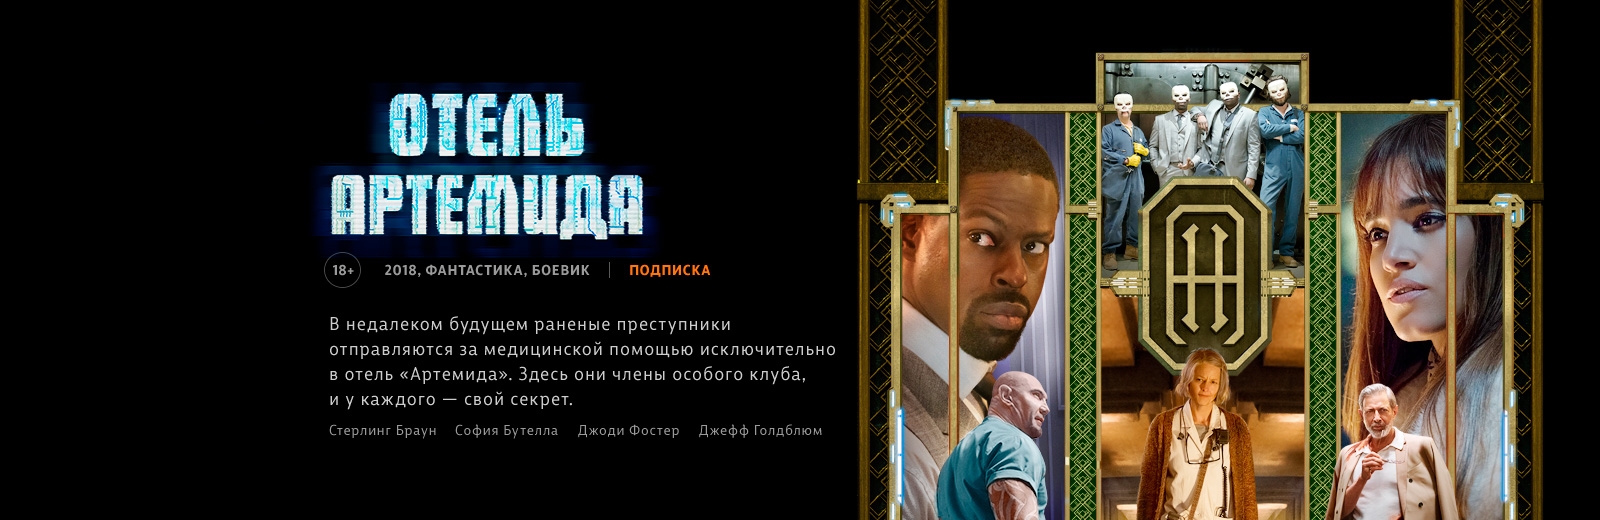 ОТЕЛЬ
АРТЕМИДА
18+ 2018, ФАНТАСТИКА, БОЕВИК | ПОДПИСКА
В недалеком будущем раненые преступники
отправляются за медицинской помощью исключительно
в отель «Артемида». Здесь они члены особого клуба,
и у каждого — свой секрет.
Стерлинг Браун София Бутелла Джоди Фостер Джефф Голдблюм